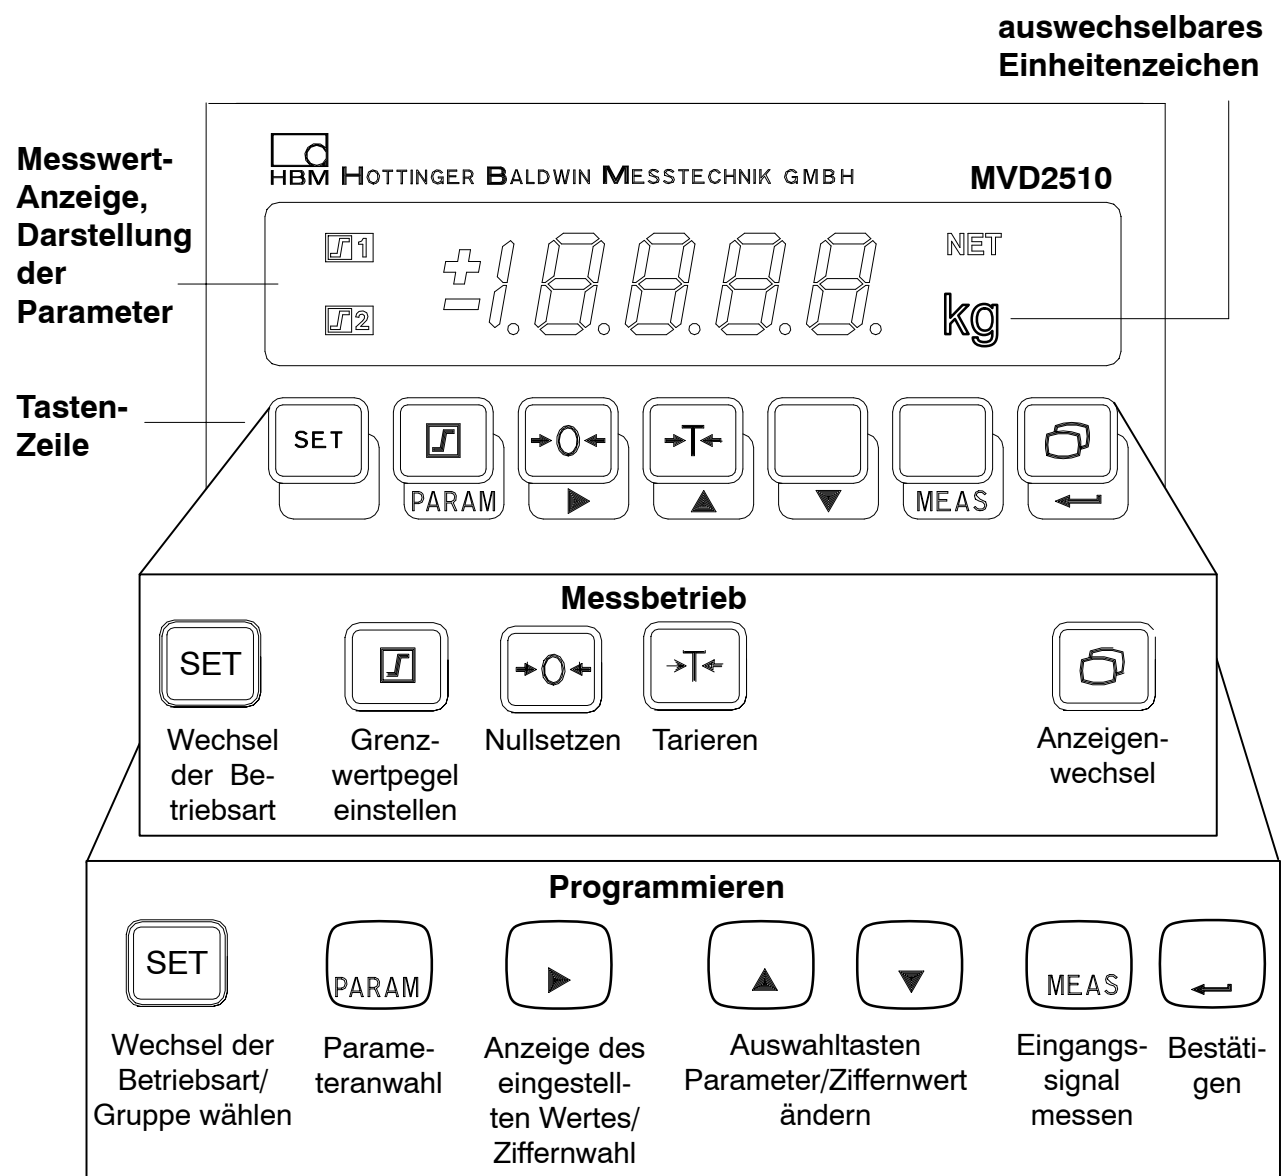 auswechselbares
Einheitenzeichen
Messwert-
Anzeige,
Darstellung
der
Parameter
HBM HOTTINGER BALDWIN MESSTECHNIK GMBH
MVD2510
1
±18.8.8.8.
NET
2
kg
Tasten-
Zeile
SET
→0←
→T←
PARAM
MEAS
Messbetrieb
SET
→0←
→T←
Wechsel
der Be-
triebsart
Grenz-
wertpegel
einstellen
Nullsetzen
Tarieren
Anzeigen-
wechsel
Programmieren
SET
PARAM
MEAS
Wechsel der
Betriebsart/
Gruppe wählen
Parame-
teranwahl
Anzeige des
eingestell-
ten Wertes/
Ziffernwahl
Auswahltasten
Parameter/Ziffernwert
ändern
Eingangs-
signal
messen
Bestäti-
gen